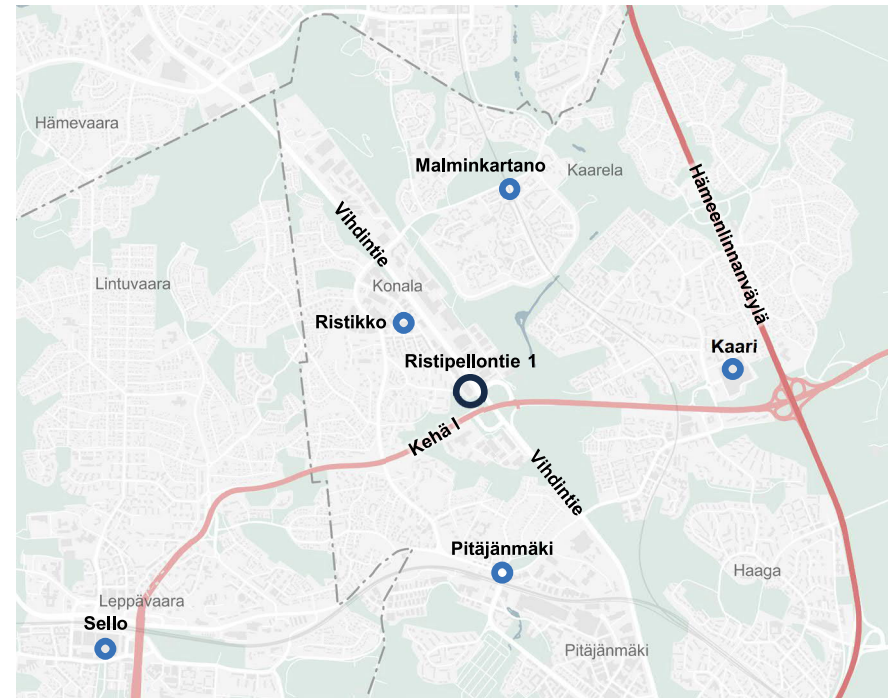 Hämevaara
Malminkartano
Kaarela
Hämeenlinnanväylä
Vihdintie
Lintuvaara
Konala
Ristikko
Kaari
Ristipellontie 1
Kehä I
Vihdintie
Pitäjänmäki
Haaga
Leppävaara
Sello
Pitäjänmäki